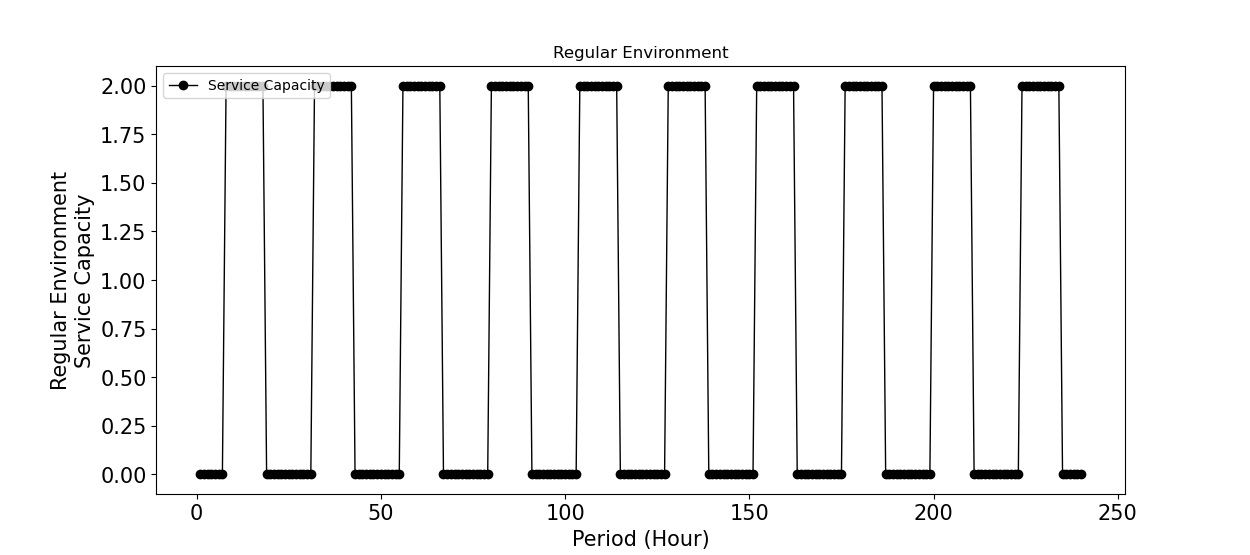 Regular Environment
Service Capacity
Regular Environment
Service Capacity
2.00
1.75
1.50
1.25
1.00
0.75
0.50
0.25
0.00
0 50 100 150 200 250
Period (Hour)